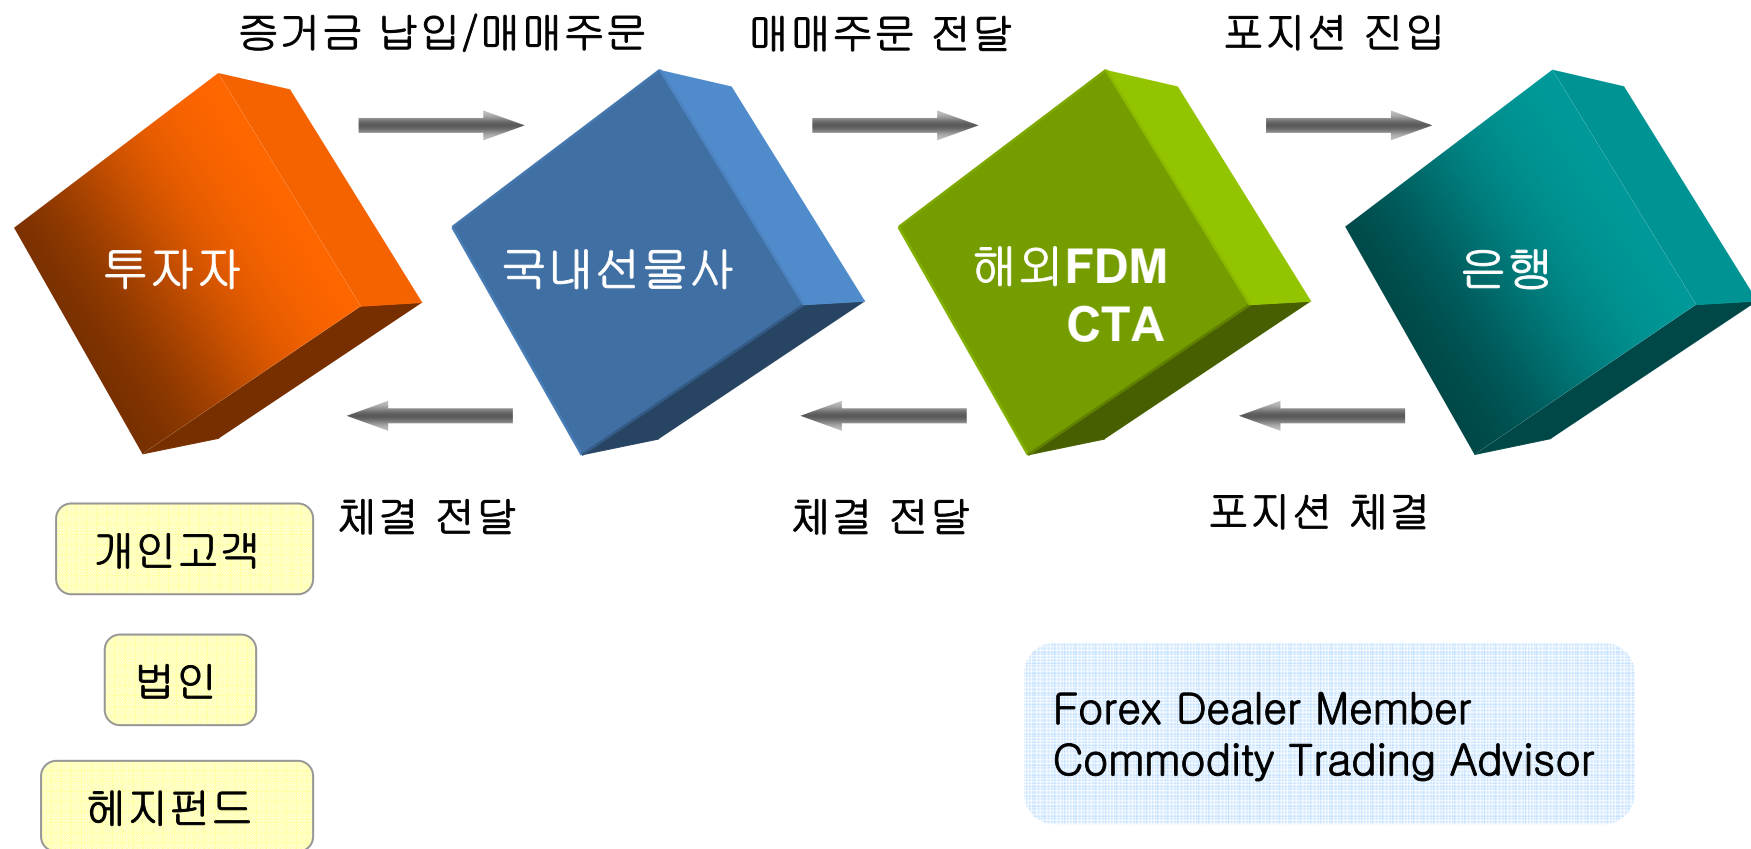 증거금 납입/매매주문
매매주문 전달
포지션 진입
투자자
국내선물사
해외FDM
CTA
은행
체결 전달
체결 전달
포지션 체결
개인고객
법인
헤지펀드
Forex Dealer Member
Commodity Trading Advisor